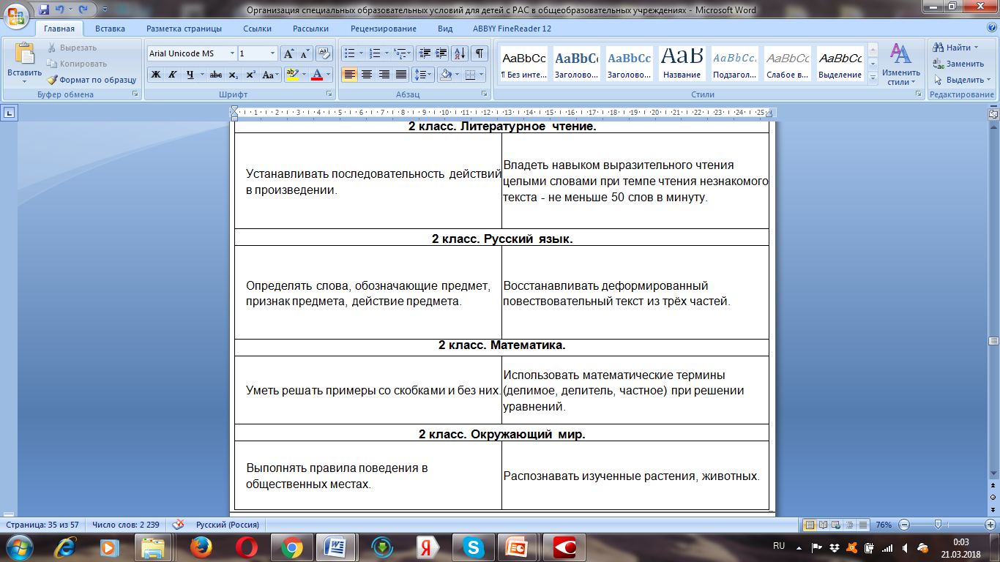 Организация специальных образовательных условий для детей с РАС в общеобразовательных учреждениях - Microsoft Word
Главная Вставка Разметка страницы Ссылки Рассылки Рецензирование Вид ABBYY FineReader 12
Вставить
Вырезать
Копировать
Формат по образцу
Буфер обмена
Arial Unicode MS 1
Ж К Ч abc x₂ x² Aa
Шрифт
Абзац
AaBbCc AaBbCc AaBbCc AaB AaBbCc. AaBbCc AaBbCc
¶ Без инте... Заголово... Заголово... Название Подзагол... Слабое в... Выделение
Изменить стили
Стили
Найти
Заменить
Выделить
Редактирование
1 2 3 4 5 6 7 8 9 10 11 12 13 14 15 16 17 18 19 20 21 22 23 24 25
2 класс. Литературное чтение.
Устанавливать последовательность действий
в произведении.
Владеть навыком выразительного чтения
целыми словами при темпе чтения незнакомого
текста - не меньше 50 слов в минуту.
2 класс. Русский язык.
Определять слова, обозначающие предмет,
признак предмета, действие предмета.
Восстанавливать деформированный
повествовательный текст из трёх частей.
2 класс. Математика.
Уметь решать примеры со скобками и без них.
Использовать математические термины
(делимое, делитель, частное) при решении
уравнений.
2 класс. Окружающий мир.
Выполнять правила поведения в
общественных местах.
Распознавать изученные растения, животных.
Страница: 35 из 57 Число слов: 2 239 Русский (Россия) 76%
RU 0:03
21.03.2018